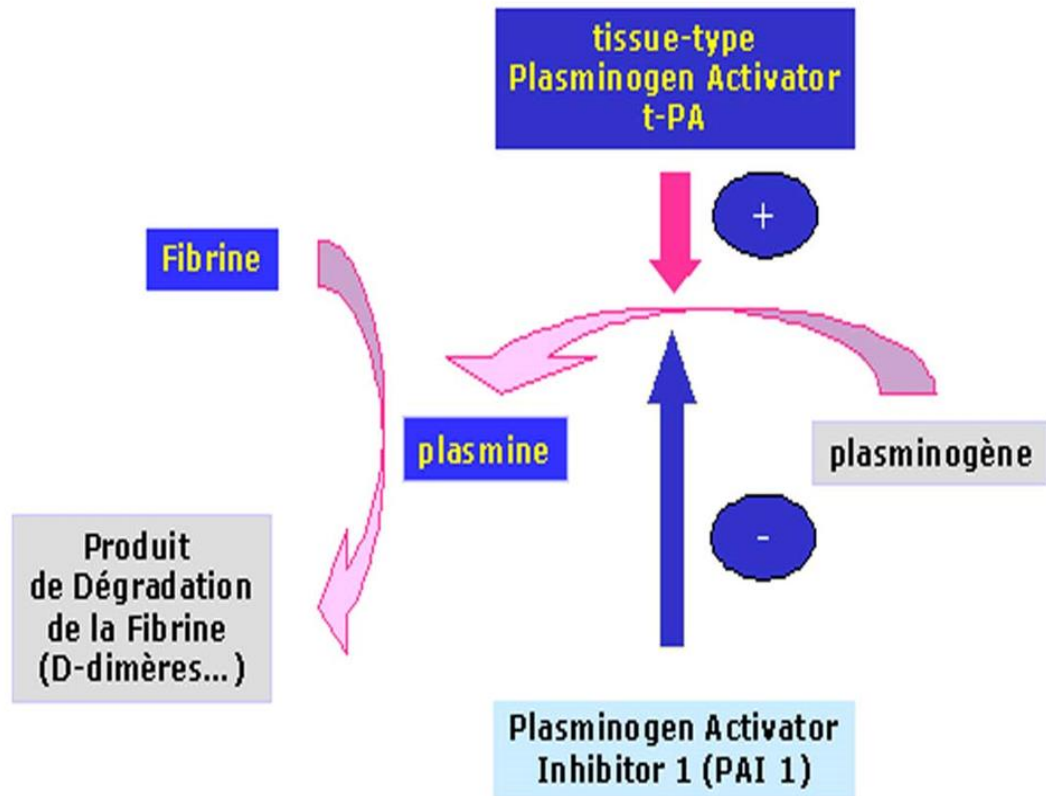 tissue-type
Plasminogen Activator
t-PA
+
Fibrine
plasmine
plasminogène
-
Produit
de Dégradation
de la Fibrine
(D-dimères...)
Plasminogen Activator
Inhibitor 1 (PAI 1)